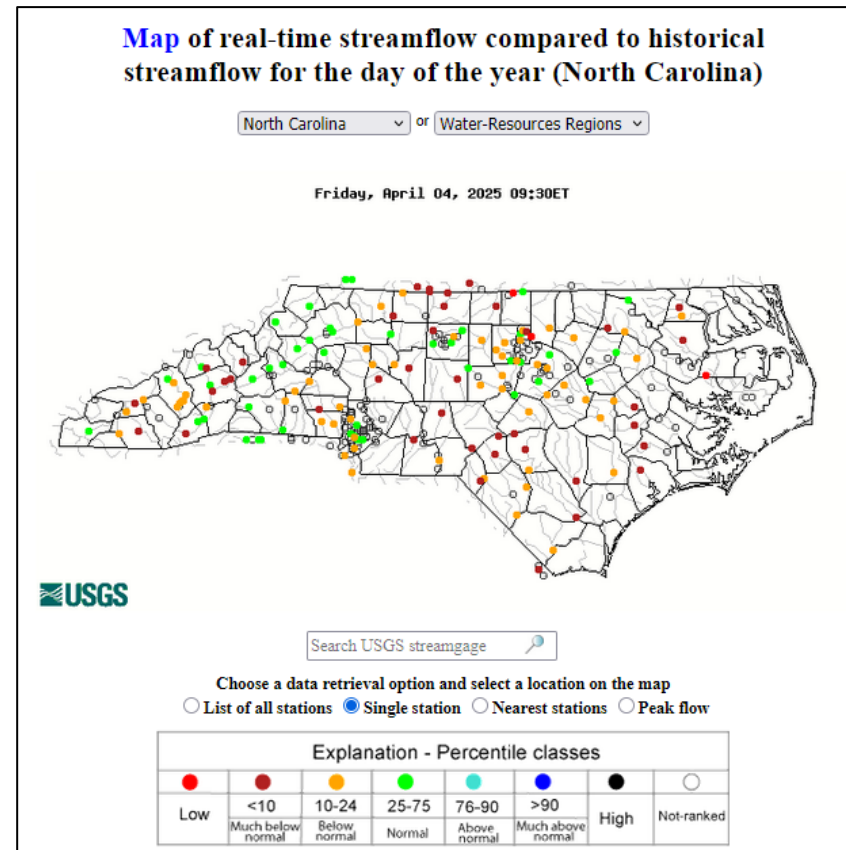 Map of real-time streamflow compared to historical
streamflow for the day of the year (North Carolina)
North Carolina or Water-Resources Regions
Friday, April 04, 2025 09:30ET
USGS
Search USGS streamgage
Choose a data retrieval option and select a location on the map
List of all stations Single station Nearest stations Peak flow
Explanation - Percentile classes
Low <10 10-24 25-75 76-90 >90 High Not-ranked
Much below normal Below normal Normal Above normal Much above normal